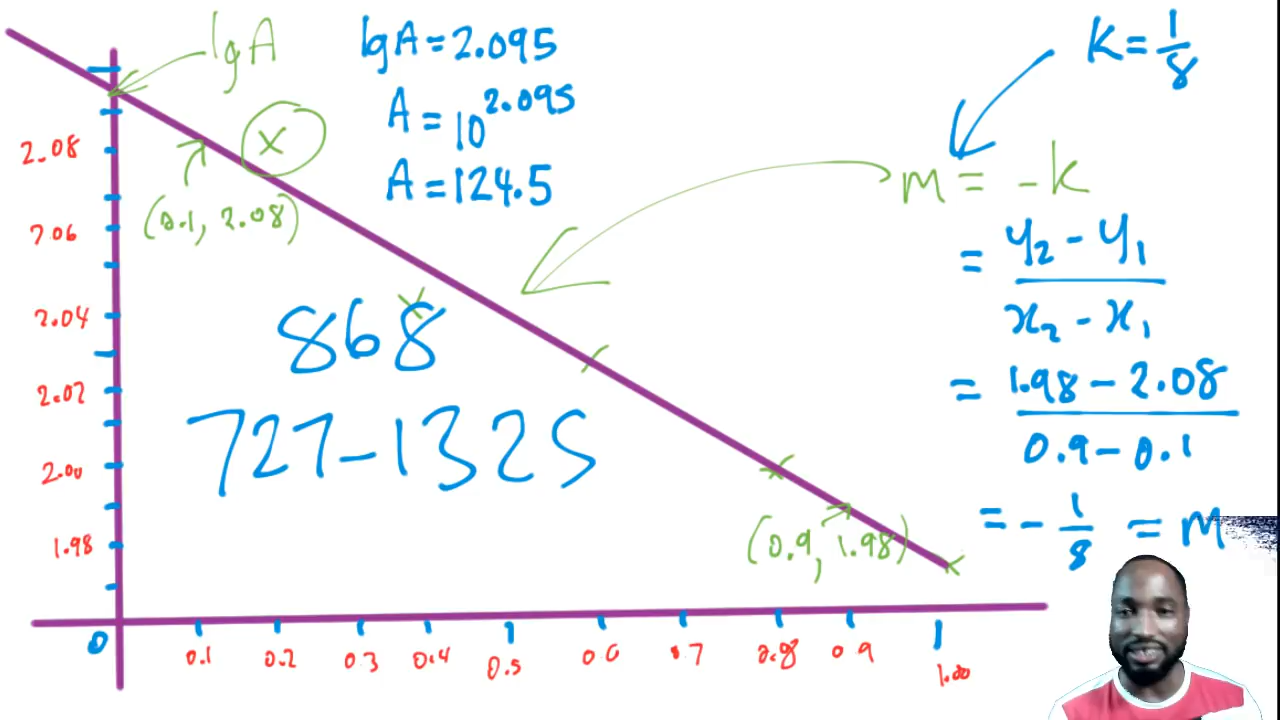 lgA
lgA = 2.095
A = 10^2.095
A = 124.5
K = 1/8
m = -k
= y₂ - y₁ / x₂ - x₁
= 1.98 - 2.08 / 0.9 - 0.1
= - 1/8 = m
x
(0.1, 2.08)
868
727-1325
(0.9, 1.98)
2.08
2.06
2.04
2.02
2.00
1.98
0
0.1 0.2 0.3 0.4 0.5 0.6 0.7 0.8 0.9 1.00